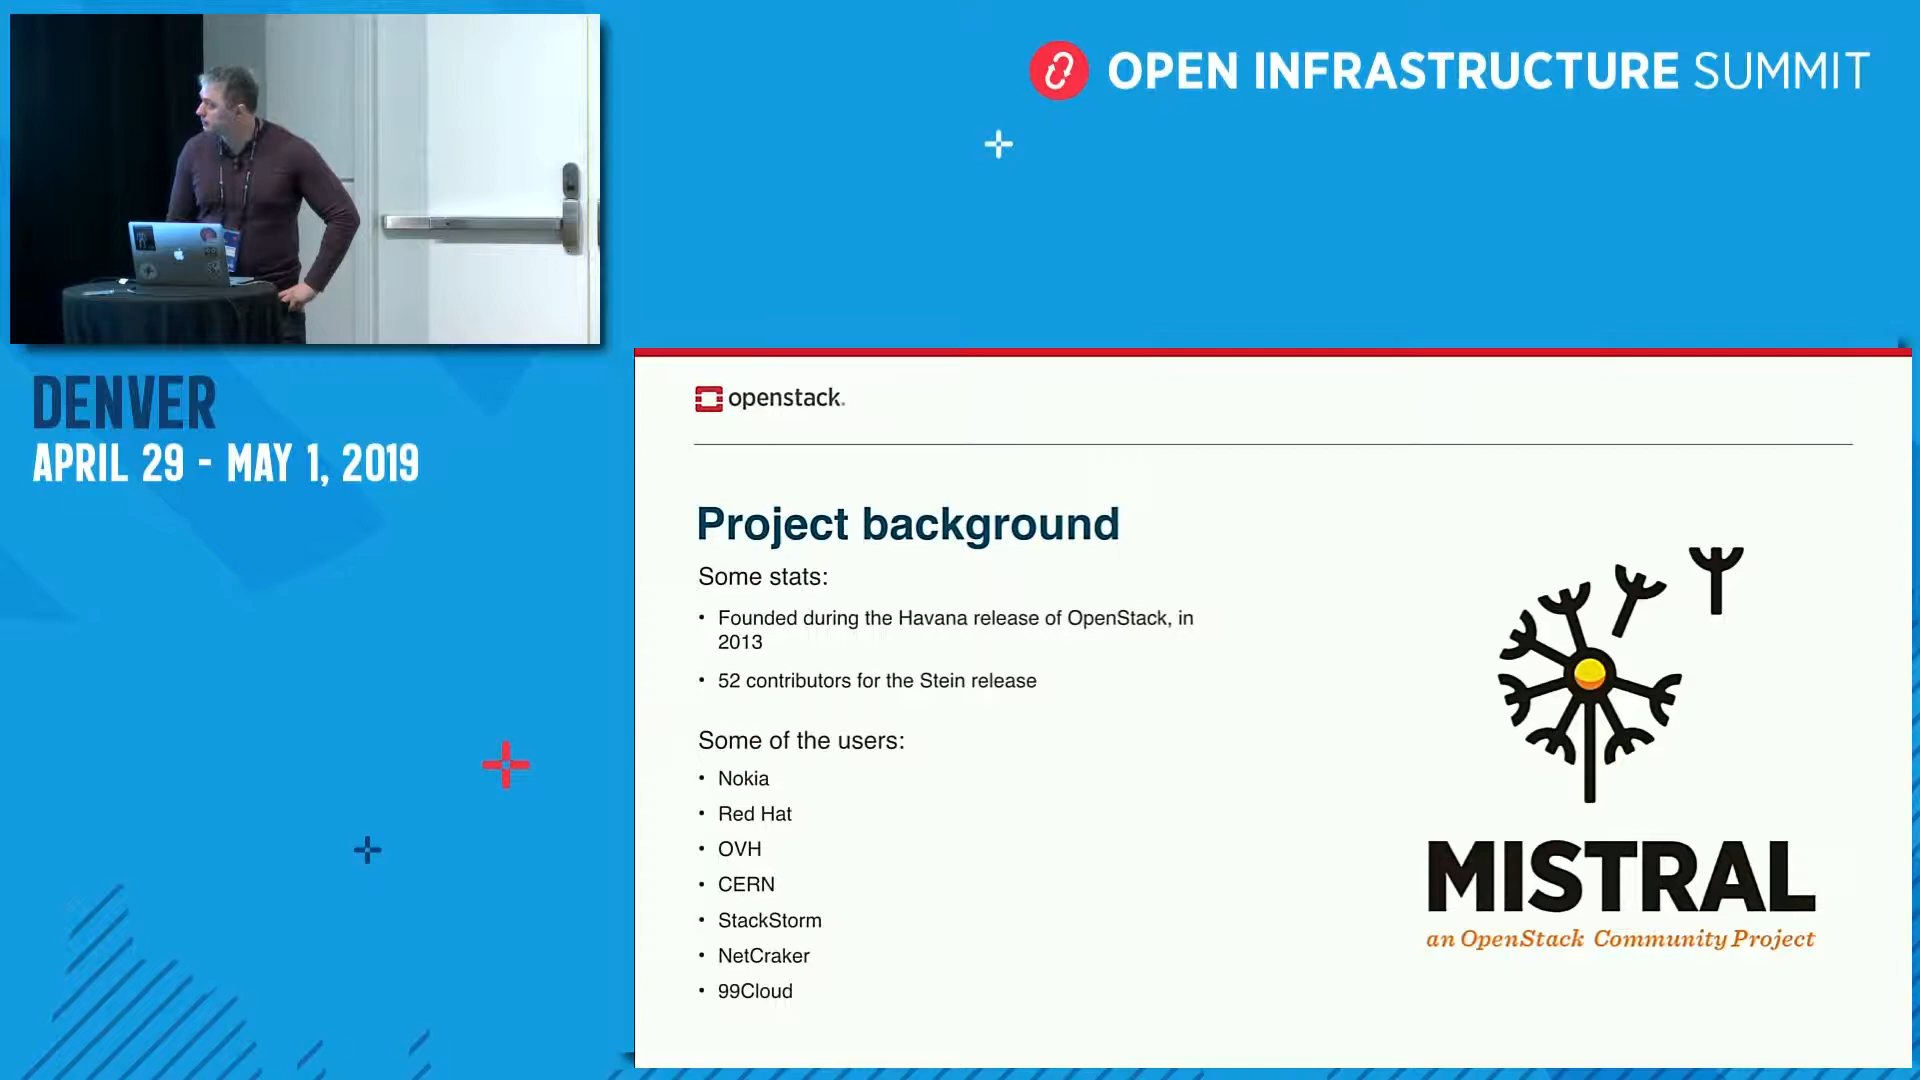 OPEN INFRASTRUCTURE SUMMIT
DENVER
APRIL 29 - MAY 1, 2019
openstack.
Project background
Some stats:
• Founded during the Havana release of OpenStack, in
2013
• 52 contributors for the Stein release
Some of the users:
• Nokia
• Red Hat
• OVH
• CERN
• StackStorm
• NetCraker
• 99Cloud
MISTRAL
an OpenStack Community Project